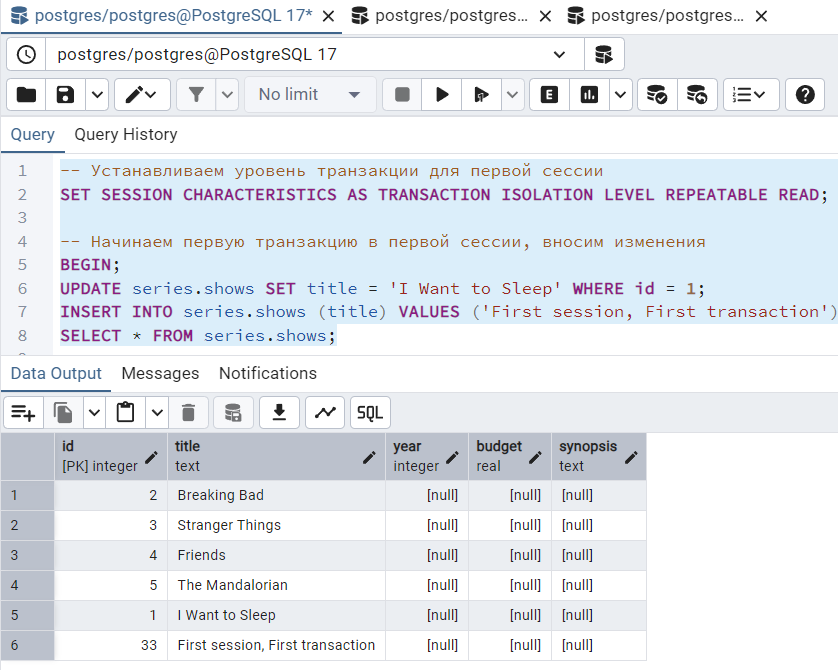 postgres/postgres@PostgreSQL 17* postgres/postgres... postgres/postgres...
postgres/postgres@PostgreSQL 17
No limit E
Query Query History
1 -- Устанавливаем уровень транзакции для первой сессии
2 SET SESSION CHARACTERISTICS AS TRANSACTION ISOLATION LEVEL REPEATABLE READ;
3
4 -- Начинаем первую транзакцию в первой сессии, вносим изменения
5 BEGIN;
6 UPDATE series.shows SET title = 'I Want to Sleep' WHERE id = 1;
7 INSERT INTO series.shows (title) VALUES ('First session, First transaction')
8 SELECT * FROM series.shows;
Data Output Messages Notifications
SQL
id title year budget synopsis
[PK] integer text integer real text
1 2 Breaking Bad [null] [null] [null]
2 3 Stranger Things [null] [null] [null]
3 4 Friends [null] [null] [null]
4 5 The Mandalorian [null] [null] [null]
5 1 I Want to Sleep [null] [null] [null]
6 33 First session, First transaction [null] [null] [null]